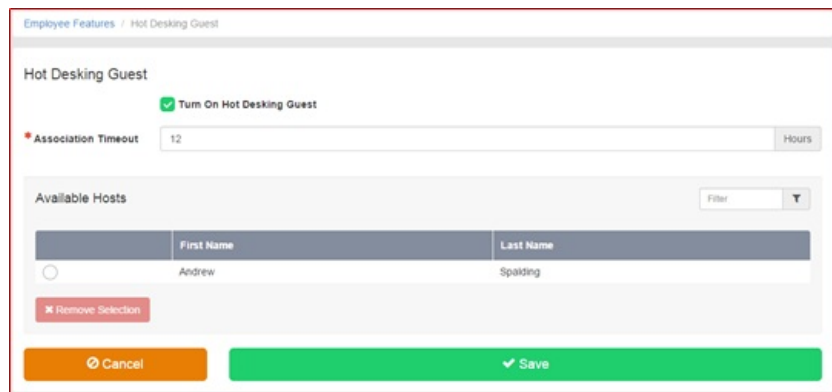 Employee Features / Hot Desking Guest
Hot Desking Guest
Turn On Hot Desking Guest
* Association Timeout 12 Hours
Available Hosts Filter
First Name Last Name
Andrew Spalding
Remove Selection
Cancel Save